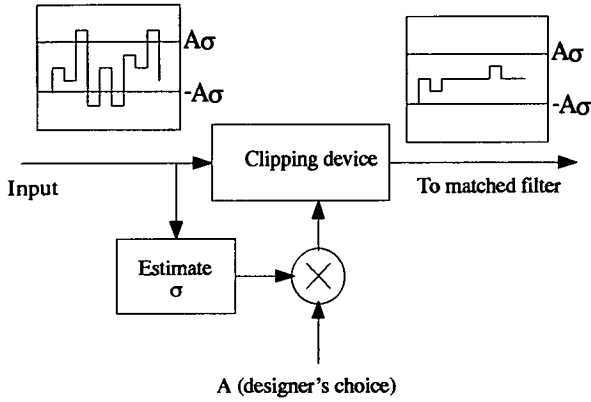 Aσ
-Aσ
Aσ
-Aσ
Clipping device
Input
To matched filter
Estimate
σ
A (designer's choice)